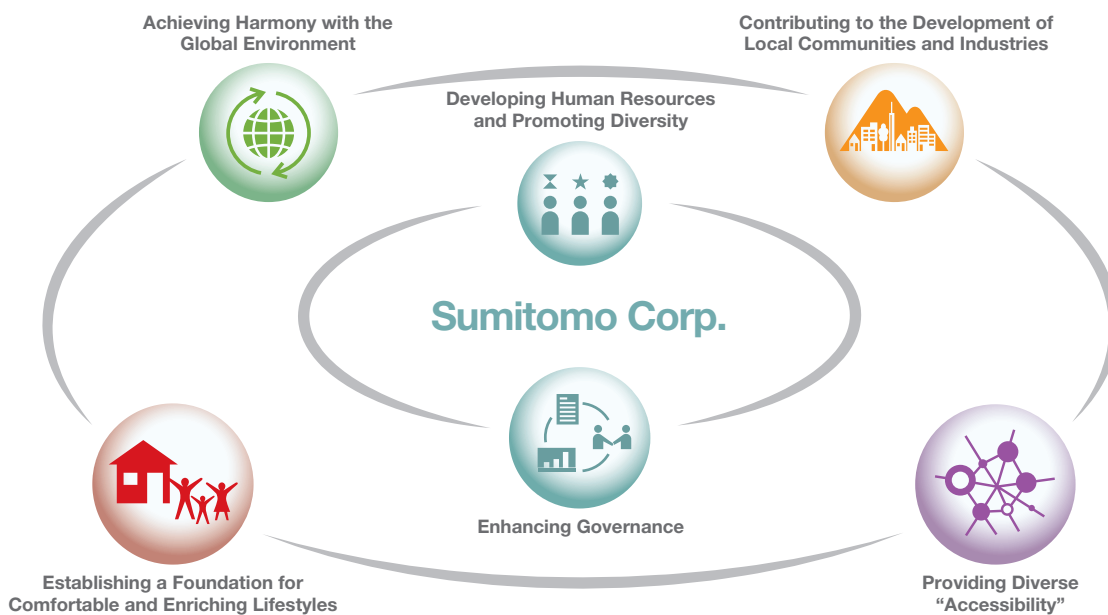 Achieving Harmony with the
Global Environment
Contributing to the Development of
Local Communities and Industries
Developing Human Resources
and Promoting Diversity
Sumitomo Corp.
Enhancing Governance
Establishing a Foundation for
Comfortable and Enriching Lifestyles
Providing Diverse
“Accessibility”